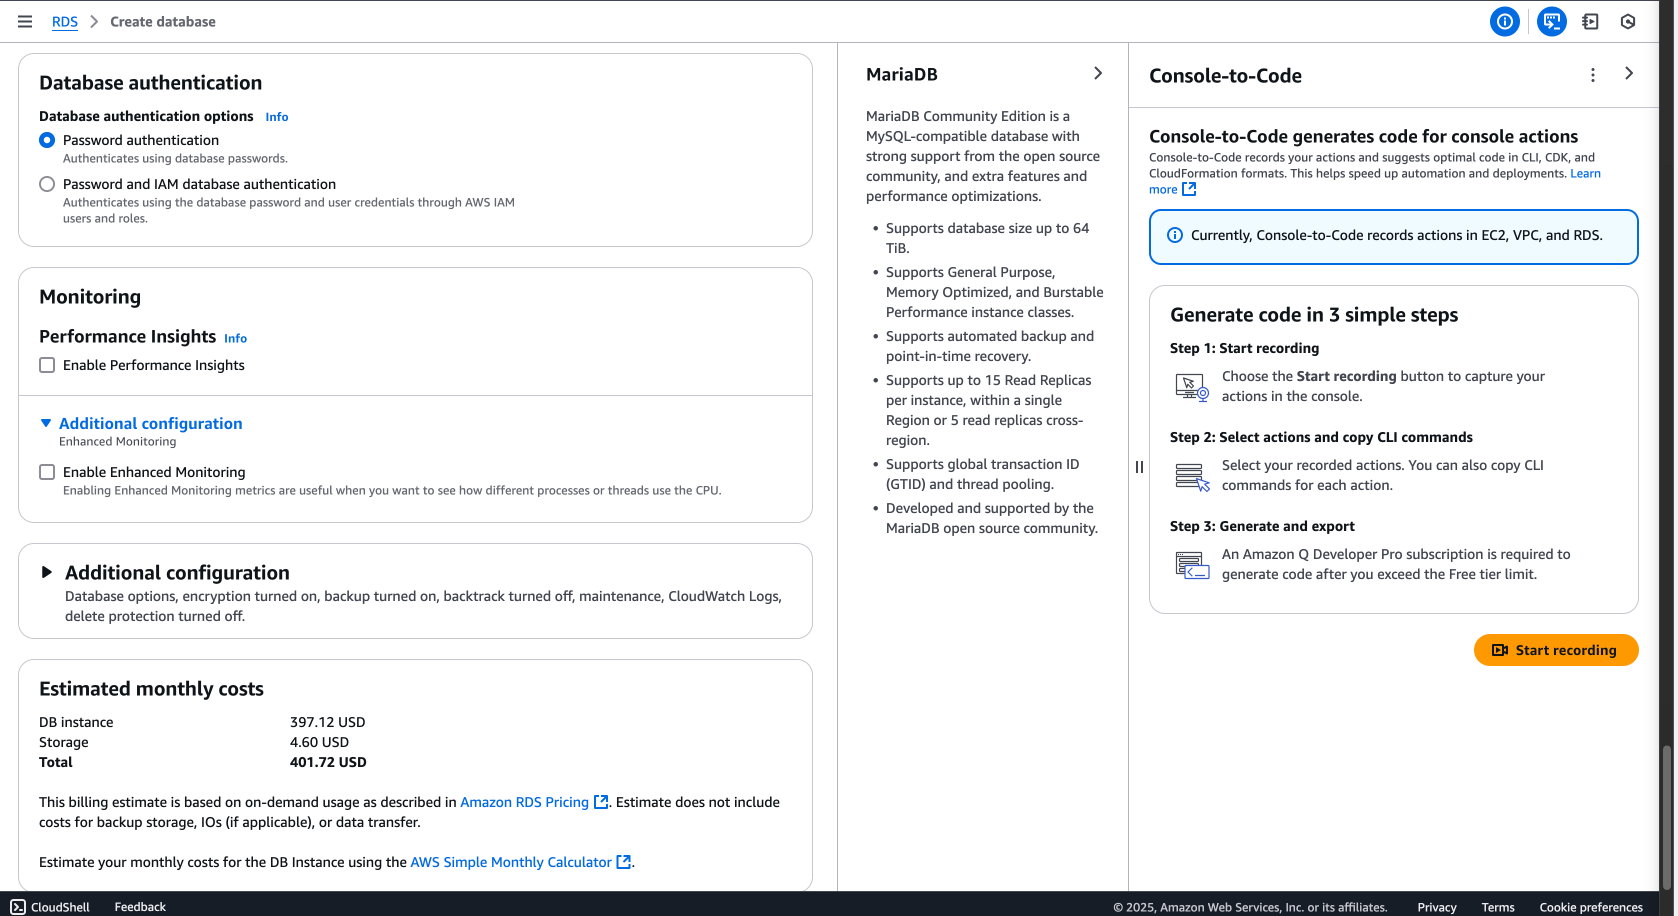 RDS > Create database
Database authentication
Database authentication options Info
Password authentication
Authenticates using database passwords.
Password and IAM database authentication
Authenticates using the database password and user credentials through AWS IAM
users and roles.
Monitoring
Performance Insights Info
Enable Performance Insights
Additional configuration
Enhanced Monitoring
Enable Enhanced Monitoring
Enabling Enhanced Monitoring metrics are useful when you want to see how different processes or threads use the CPU.
Additional configuration
Database options, encryption turned on, backup turned on, backtrack turned off, maintenance, CloudWatch Logs,
delete protection turned off.
Estimated monthly costs
DB instance 397.12 USD
Storage 4.60 USD
Total 401.72 USD
This billing estimate is based on on-demand usage as described in Amazon RDS Pricing. Estimate does not include
costs for backup storage, IOs (if applicable), or data transfer.
Estimate your monthly costs for the DB Instance using the AWS Simple Monthly Calculator.
MariaDB
MariaDB Community Edition is a
MySQL-compatible database with
strong support from the open source
community, and extra features and
performance optimizations.
• Supports database size up to 64
TiB.
• Supports General Purpose,
Memory Optimized, and Burstable
Performance instance classes.
• Supports automated backup and
point-in-time recovery.
• Supports up to 15 Read Replicas
per instance, within a single
Region or 5 read replicas cross-
region.
• Supports global transaction ID
(GTID) and thread pooling.
• Developed and supported by the
MariaDB open source community.
Console-to-Code
Console-to-Code generates code for console actions
Console-to-Code records your actions and suggests optimal code in CLI, CDK, and
CloudFormation formats. This helps speed up automation and deployments. Learn
more
Currently, Console-to-Code records actions in EC2, VPC, and RDS.
Generate code in 3 simple steps
Step 1: Start recording
Choose the Start recording button to capture your
actions in the console.
Step 2: Select actions and copy CLI commands
Select your recorded actions. You can also copy CLI
commands for each action.
Step 3: Generate and export
An Amazon Q Developer Pro subscription is required to
generate code after you exceed the Free tier limit.
Start recording
CloudShell Feedback © 2025, Amazon Web Services, Inc. or its affiliates. Privacy Terms Cookie preferences